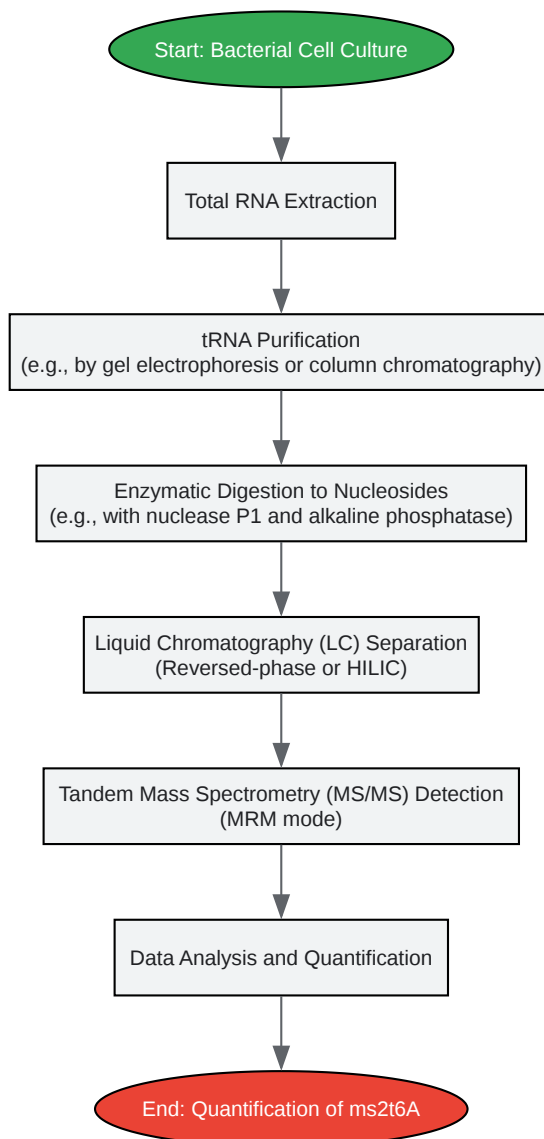 Start: Bacterial Cell Culture
Total RNA Extraction
tRNA Purification
(e.g., by gel electrophoresis or column chromatography)
Enzymatic Digestion to Nucleosides
(e.g., with nuclease P1 and alkaline phosphatase)
Liquid Chromatography (LC) Separation
(Reversed-phase or HILIC)
Tandem Mass Spectrometry (MS/MS) Detection
(MRM mode)
Data Analysis and Quantification
End: Quantification of ms2t6A